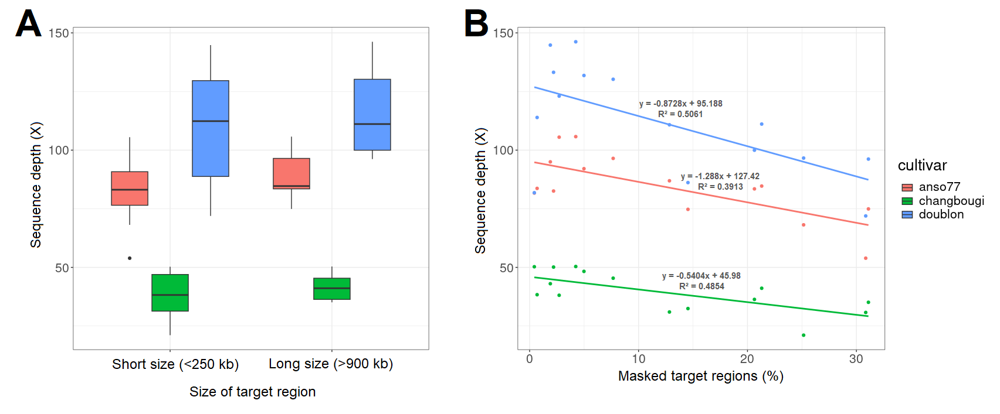 A
150
100
50
Sequence depth (X)
Short size (<250 kb)
Long size (>900 kb)
Size of target region
B
150
100
50
Sequence depth (X)
y = -0.8728x + 95.188
R² = 0.5061
y = -1.288x + 127.42
R² = 0.3913
y = -0.5404x + 45.98
R² = 0.4854
0
10
20
30
Masked target regions (%)
cultivar
anso77
changbougi
doublon